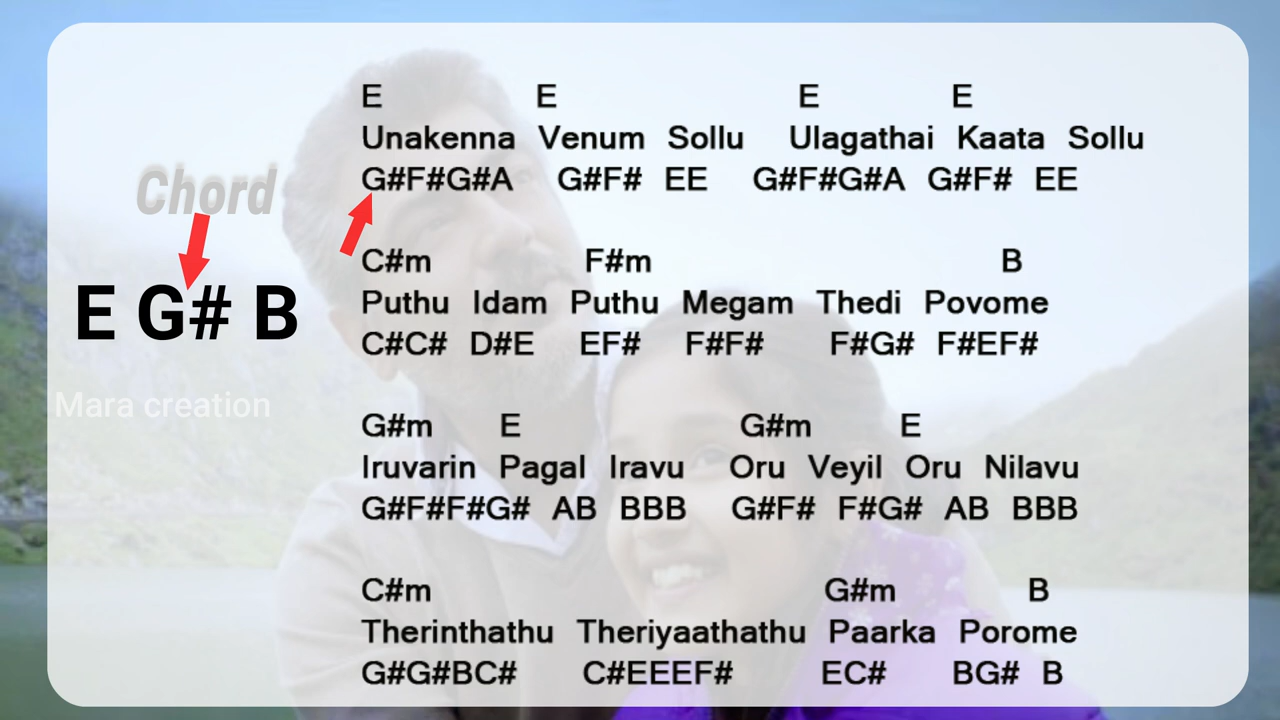 Chord
E G# B
Mara creation
E E E E
Unakenna Venum Sollu Ulagathai Kaata Sollu
G#F#G#A G#F# EE G#F#G#A G#F# EE
C#m F#m B
Puthu Idam Puthu Megam Thedi Povome
C#C# D#E EF# F#F# F#G# F#EF#
G#m E G#m E
Iruvarin Pagal Iravu Oru Veyil Oru Nilavu
G#F#F#G# AB BBB G#F# F#G# AB BBB
C#m G#m B
Therinthathu Theriyaathathu Paarka Porome
G#G#BC# C#EEEF# EC# BG# B